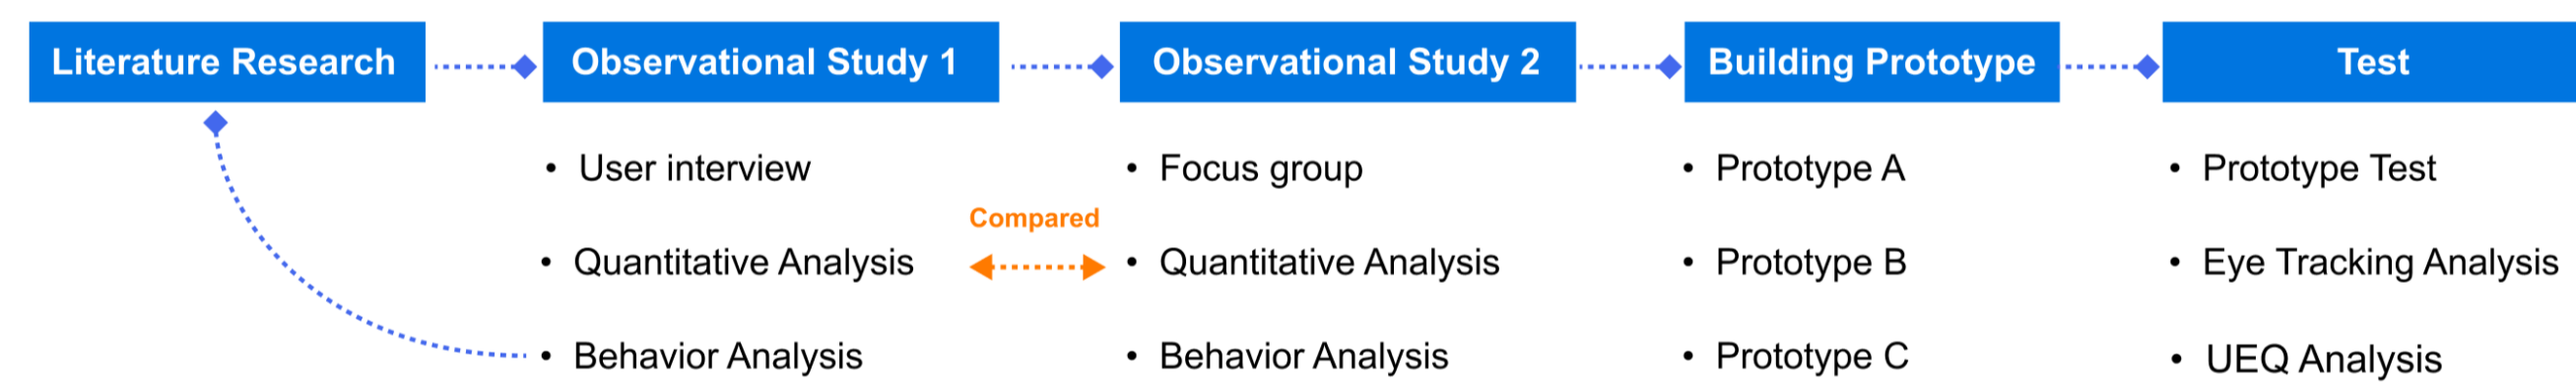 Literature Research
Observational Study 1
Observational Study 2
Building Prototype
Test
• User interview
• Quantitative Analysis
• Behavior Analysis
Compared
• Focus group
• Quantitative Analysis
• Behavior Analysis
• Prototype A
• Prototype B
• Prototype C
• Prototype Test
• Eye Tracking Analysis
• UEQ Analysis